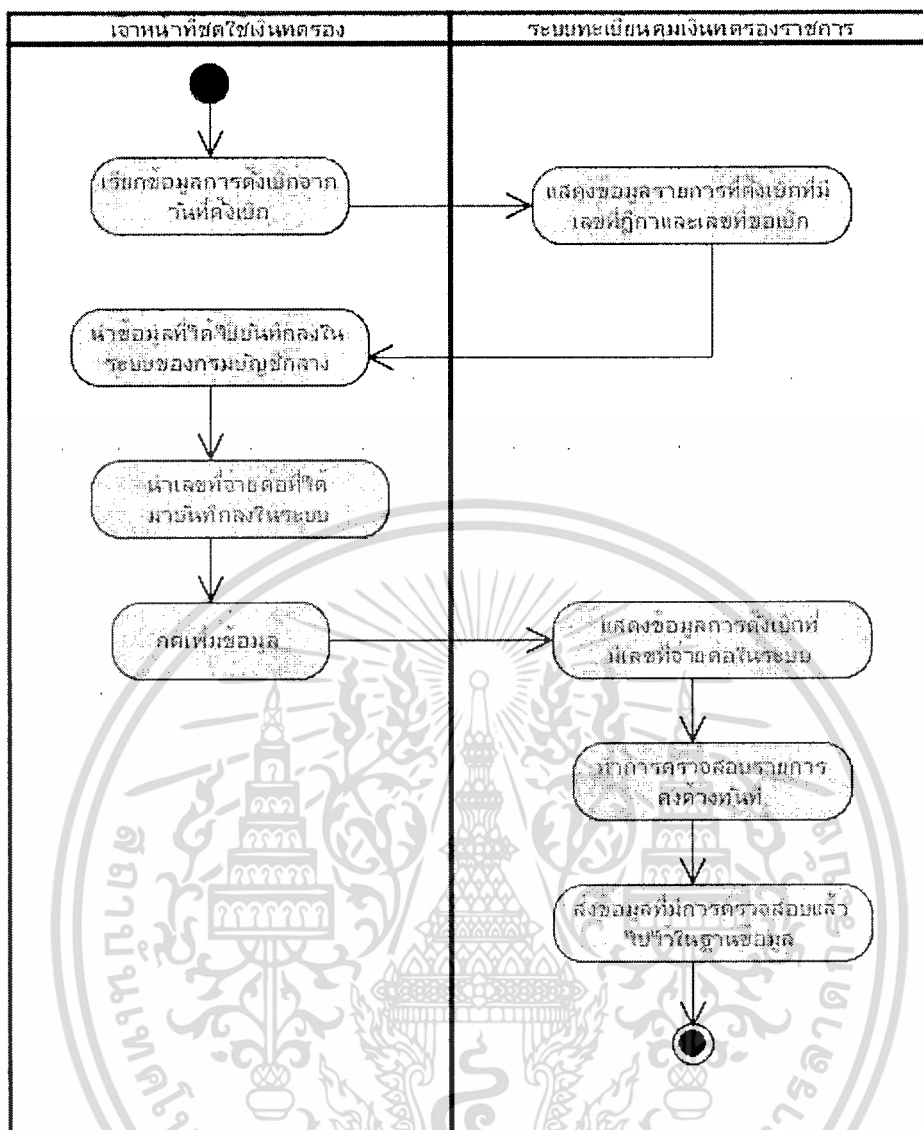 เจ้าหน้าที่ชดใช้เงินทดรอง
ระบบทะเบียนคุมเงินทดรองราชการ
เรียกข้อมูลการตั้งเบิกจาก
วันที่ตั้งเบิก
แสดงข้อมูลรายการที่ตั้งเบิกที่มี
เลขที่ฎีกาและเลขที่ขอเบิก
นำข้อมูลที่ได้ไปบันทึกลงใน
ระบบของกรมบัญชีกลาง
นำเลขที่จ่ายต่อที่ได้
มาบันทึกลงในระบบ
กดเพิ่มข้อมูล
แสดงข้อมูลการตั้งเบิกที่
มีเลขที่จ่ายต่อในระบบ
ทำการตรวจสอบรายการ
คงค้างทันที
ส่งข้อมูลที่มีการตรวจสอบแล้ว
ไปไว้ในฐานข้อมูล